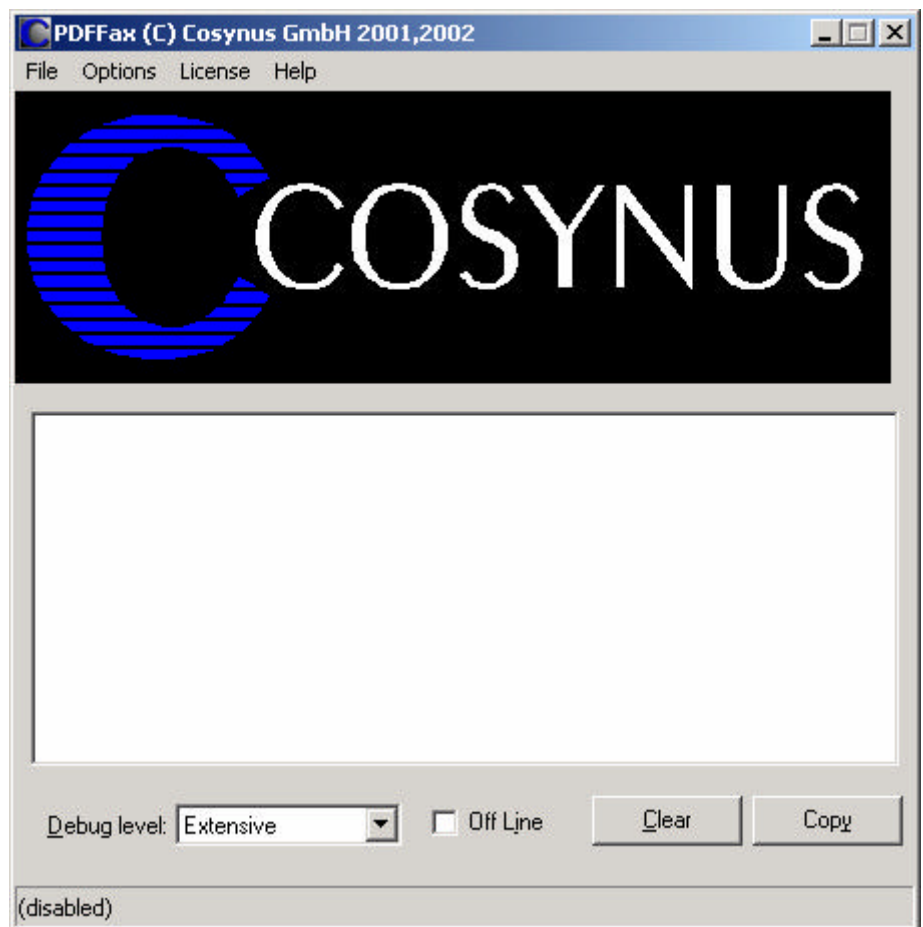 PDFFax (C) Cosynus GmbH 2001,2002
File Options License Help
COSYNUS
Debug level: Extensive Off Line Clear Copy
(disabled)